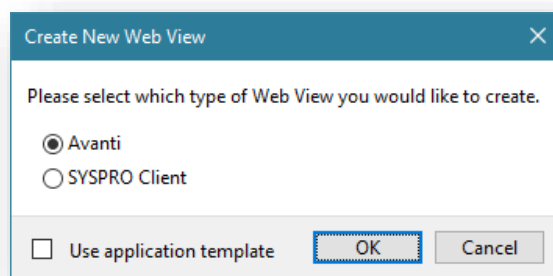 Create New Web View
Please select which type of Web View you would like to create.
Avanti
SYSPRO Client
Use application template OK Cancel